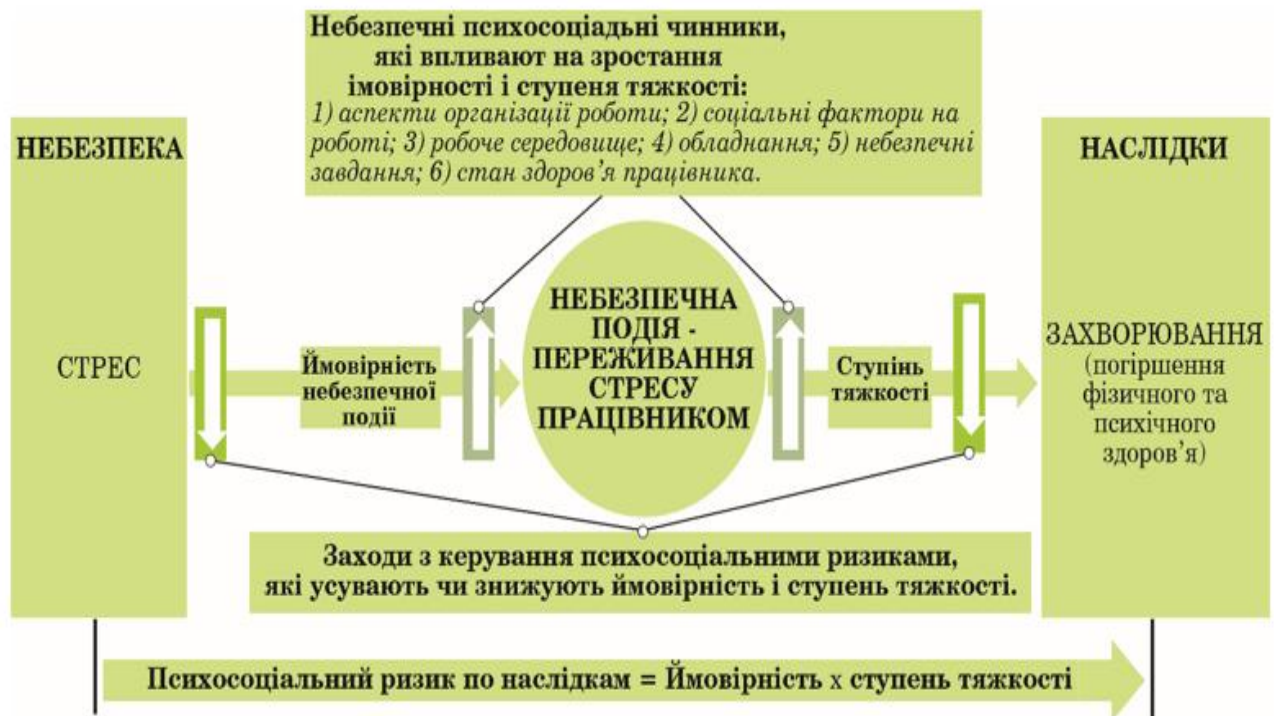 Небезпечні психосоціадьні чинники,
які впливают на зростання
імовірності і ступеня тяжкості:
1) аспекти організації роботи; 2) соціальні фактори на
роботі; 3) робоче середовище; 4) обладнання; 5) небезпечні
завдання; 6) стан здоров’я працівника.
НЕБЕЗПЕКА
СТРЕС
Ймовірність
небезпечної
події
НЕБЕЗПЕЧНА
ПОДІЯ -
ПЕРЕЖИВАННЯ
СТРЕСУ
ПРАЦІВНИКОМ
Ступінь
тяжкості
НАСЛІДКИ
ЗАХВОРЮВАННЯ
(погіршення
фізичного та
психічного
здоров’я)
Заходи з керування психосоціальними ризиками,
які усувають чи знижують ймовірність і ступень тяжкості.
Психосоціальний ризик по наслідкам = Ймовірність x ступень тяжкості